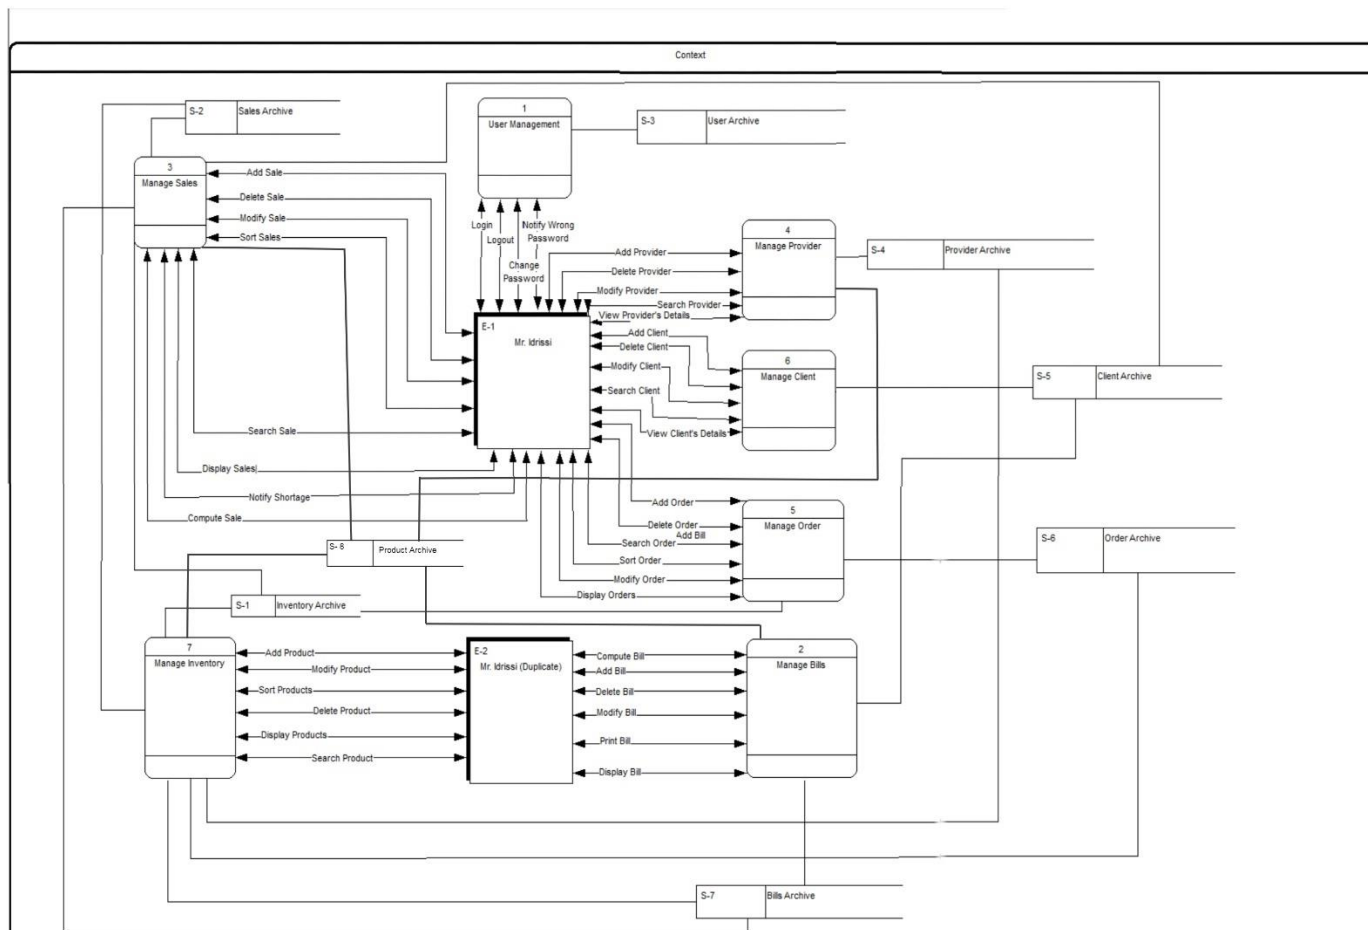 Context
S-2 Sales Archive
1
User Management
S-3 User Archive
3
Manage Sales
Add Sale
Delete Sale
Modify Sale
Sort Sales
Login
Logout
Change
Password
Notify Wrong
Password
4
Manage Provider
S-4 Provider Archive
Add Provider
Delete Provider
Modify Provider
Search Provider
View Provider's Details
E-1
Mr. Idrissi
Add Client
Delete Client
Modify Client
Search Client
View Client's Details
6
Manage Client
S-5 Client Archive
Search Sale
Display Sales
Notify Shortage
Compute Sale
Add Order
Delete Order
Add Bill
Search Order
Sort Order
Modify Order
Display Orders
5
Manage Order
S-6 Order Archive
S-8 Product Archive
S-1 Inventory Archive
7
Manage Inventory
Add Product
Modify Product
Sort Products
Delete Product
Display Products
Search Product
E-2
Mr. Idrissi (Duplicate)
Compute Bill
Add Bill
Delete Bill
Modify Bill
Print Bill
Display Bill
2
Manage Bills
S-7 Bills Archive